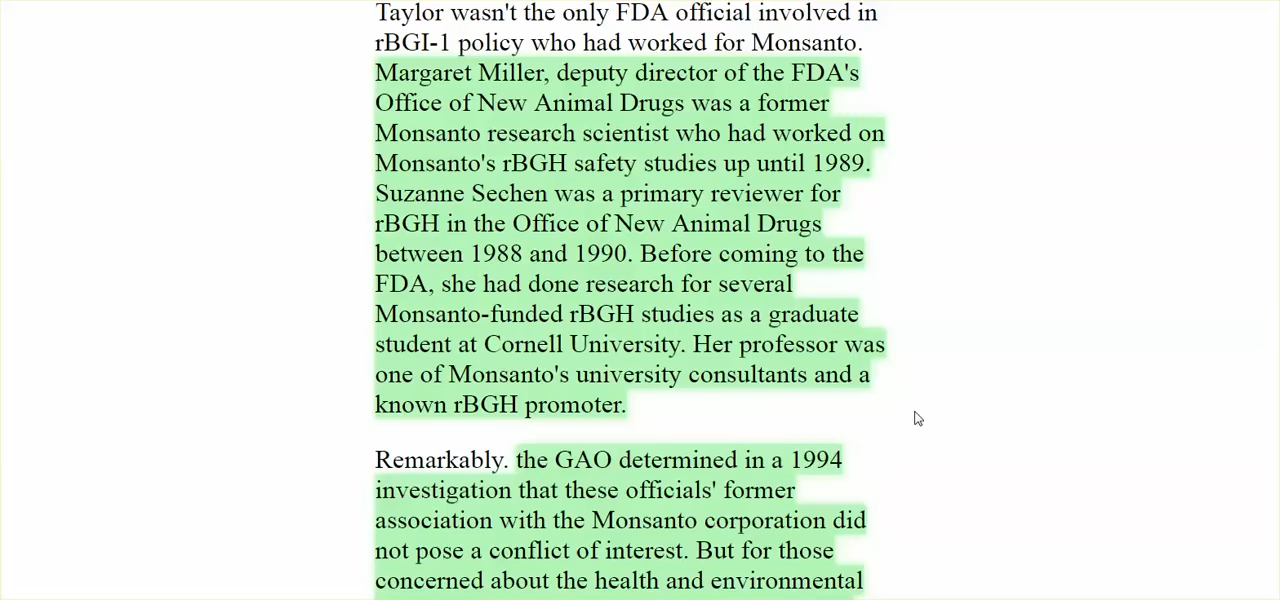 Taylor wasn't the only FDA official involved in
rBGI-1 policy who had worked for Monsanto.
Margaret Miller, deputy director of the FDA's
Office of New Animal Drugs was a former
Monsanto research scientist who had worked on
Monsanto's rBGH safety studies up until 1989.
Suzanne Sechen was a primary reviewer for
rBGH in the Office of New Animal Drugs
between 1988 and 1990. Before coming to the
FDA, she had done research for several
Monsanto-funded rBGH studies as a graduate
student at Cornell University. Her professor was
one of Monsanto's university consultants and a
known rBGH promoter.
Remarkably. the GAO determined in a 1994
investigation that these officials' former
association with the Monsanto corporation did
not pose a conflict of interest. But for those
concerned about the health and environmental